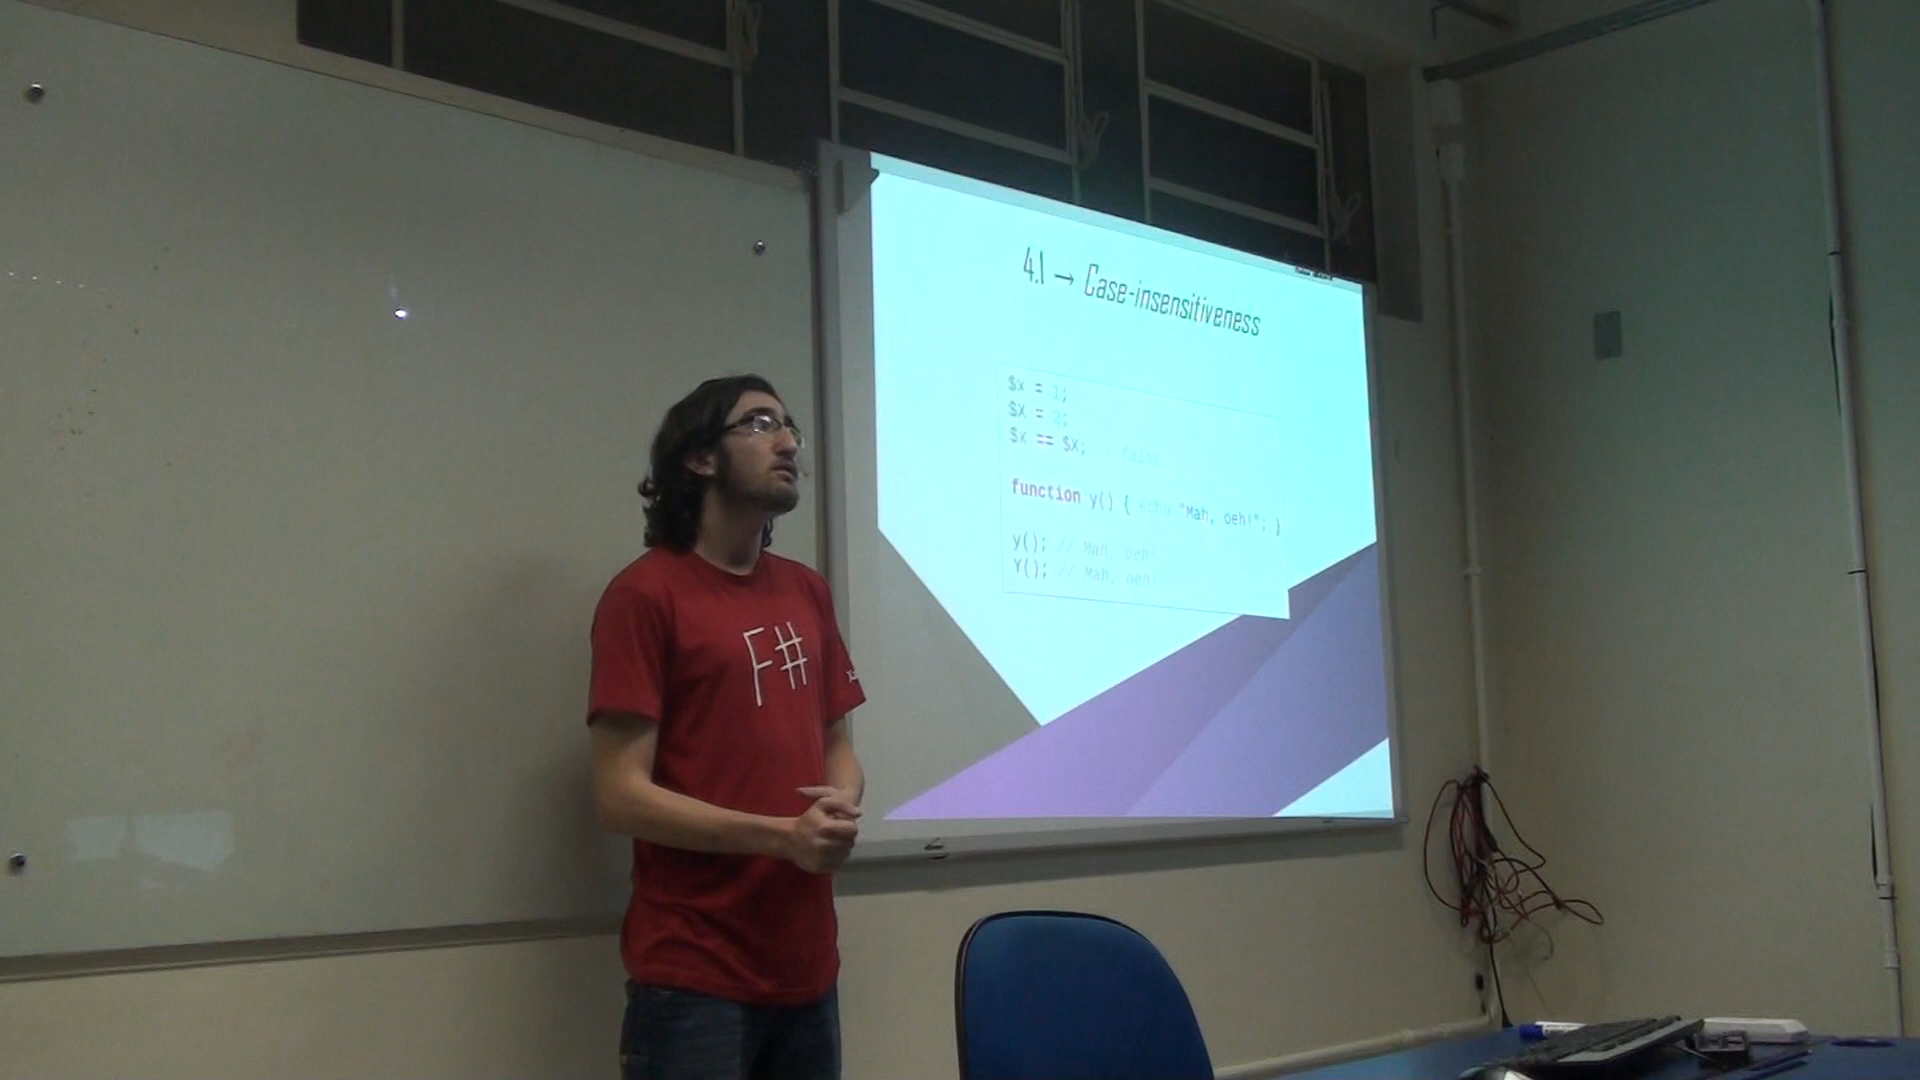 4.1 → Case-insensitiveness
$x = 1;
$X = 2;
$x == $X; // false
function y() { echo "Mah, oeh!"; }
y(); // Mah, oeh!
Y(); // Mah, oeh!
F#